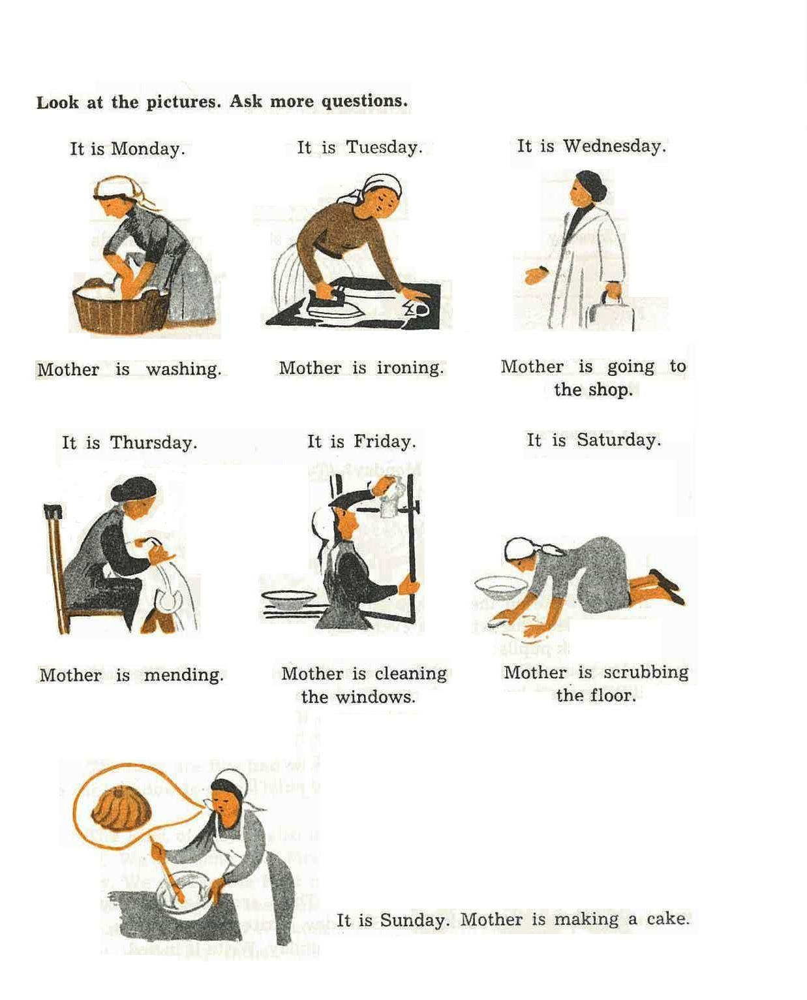 Look at the pictures. Ask more questions.
It is Monday.
It is Tuesday.
It is Wednesday.
Mother is washing.
Mother is ironing.
Mother is going to
the shop.
It is Thursday.
It is Friday.
It is Saturday.
Mother is mending.
Mother is cleaning
the windows.
Mother is scrubbing
the floor.
It is Sunday. Mother is making a cake.